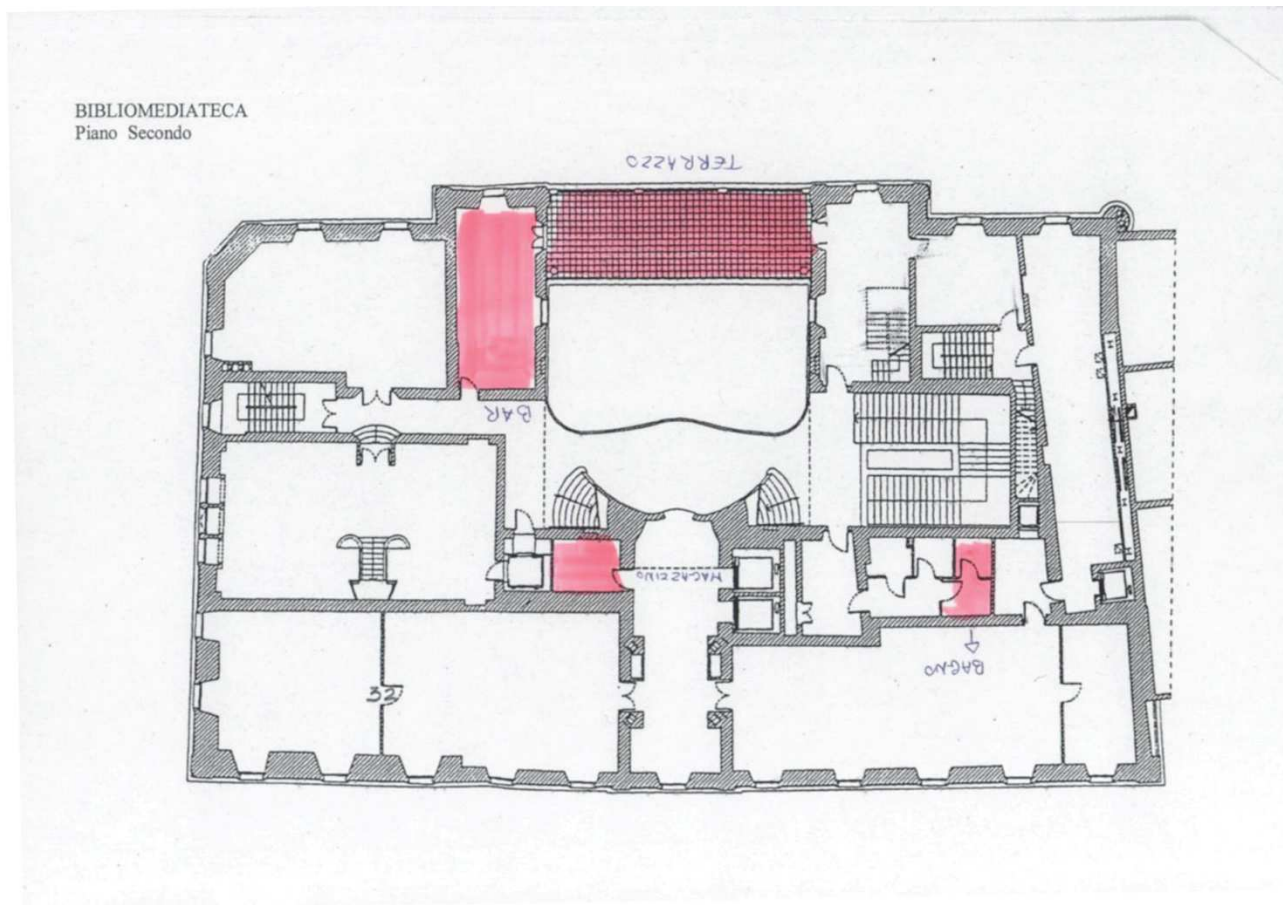 BIBLIOMEDIATECA
Piano Secondo
TERRAZZO
BAR
MAGAZZINO
BAGNO
32